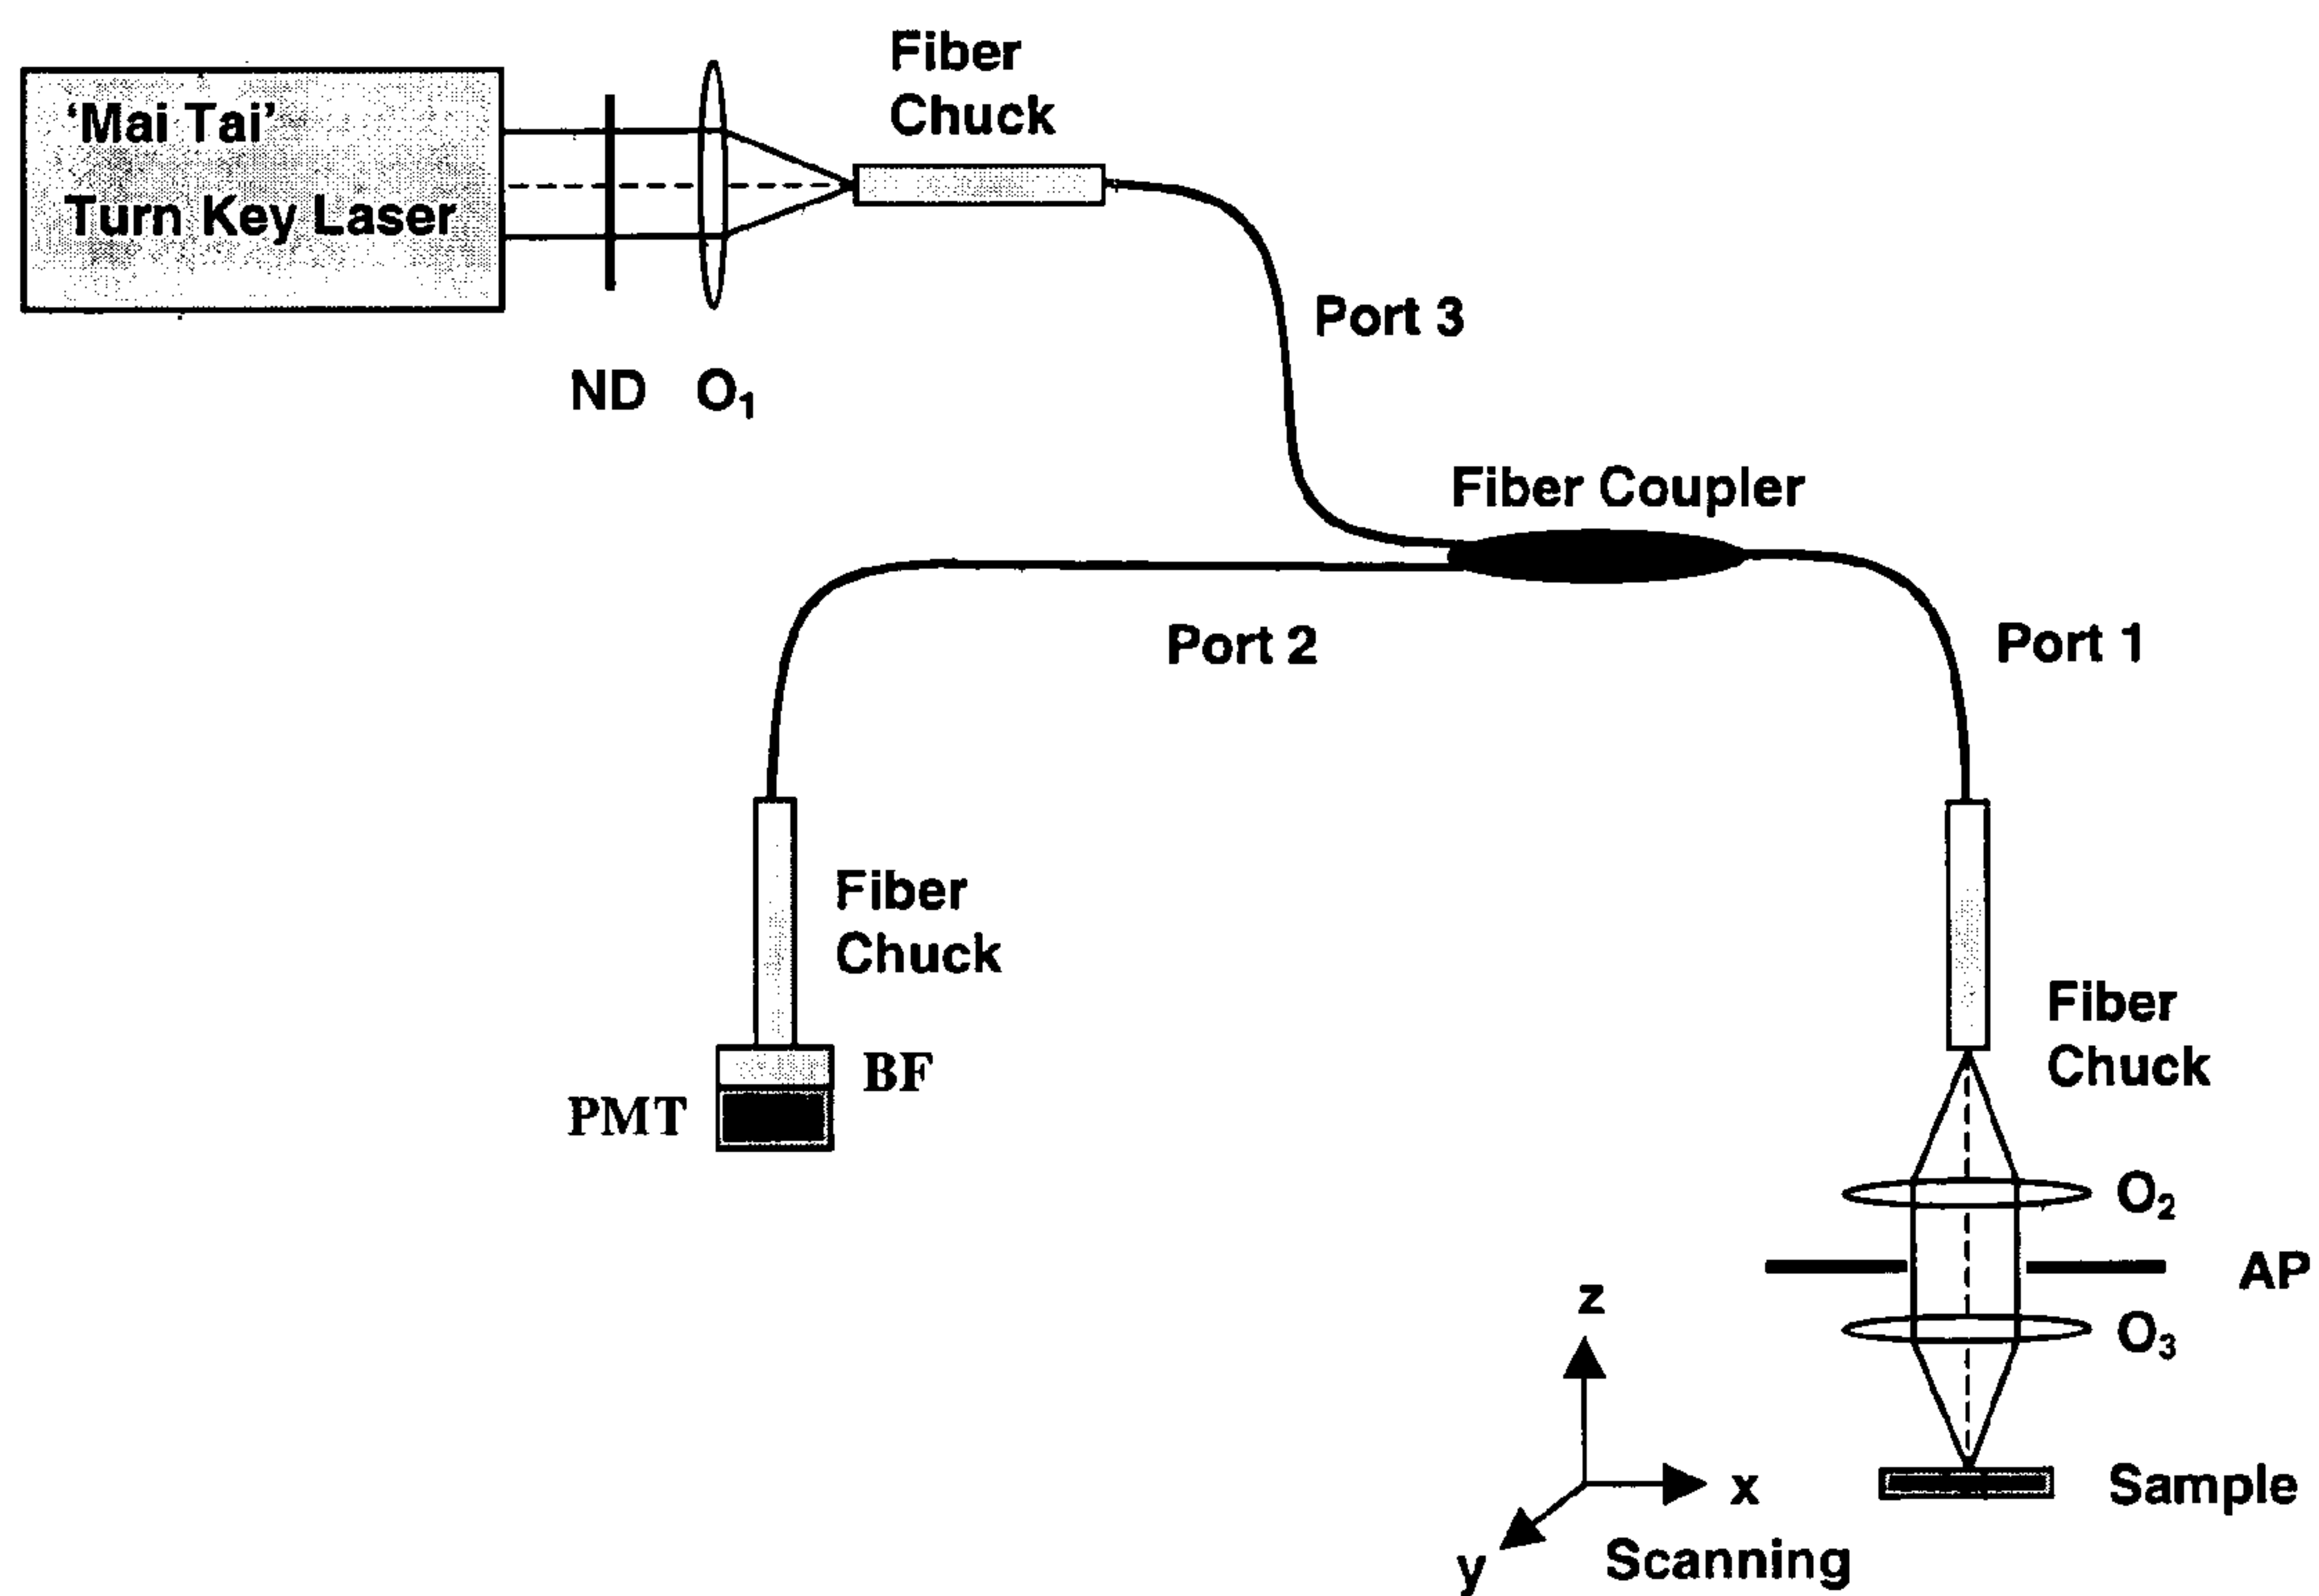 Fiber
Chuck
‘Mai Tai’
Turn Key Laser
Port 3
ND
O₁
Fiber Coupler
Port 2
Port 1
Fiber
Chuck
Fiber
Chuck
BF
PMT
O₂
AP
O₃
z
x
Sample
y
Scanning